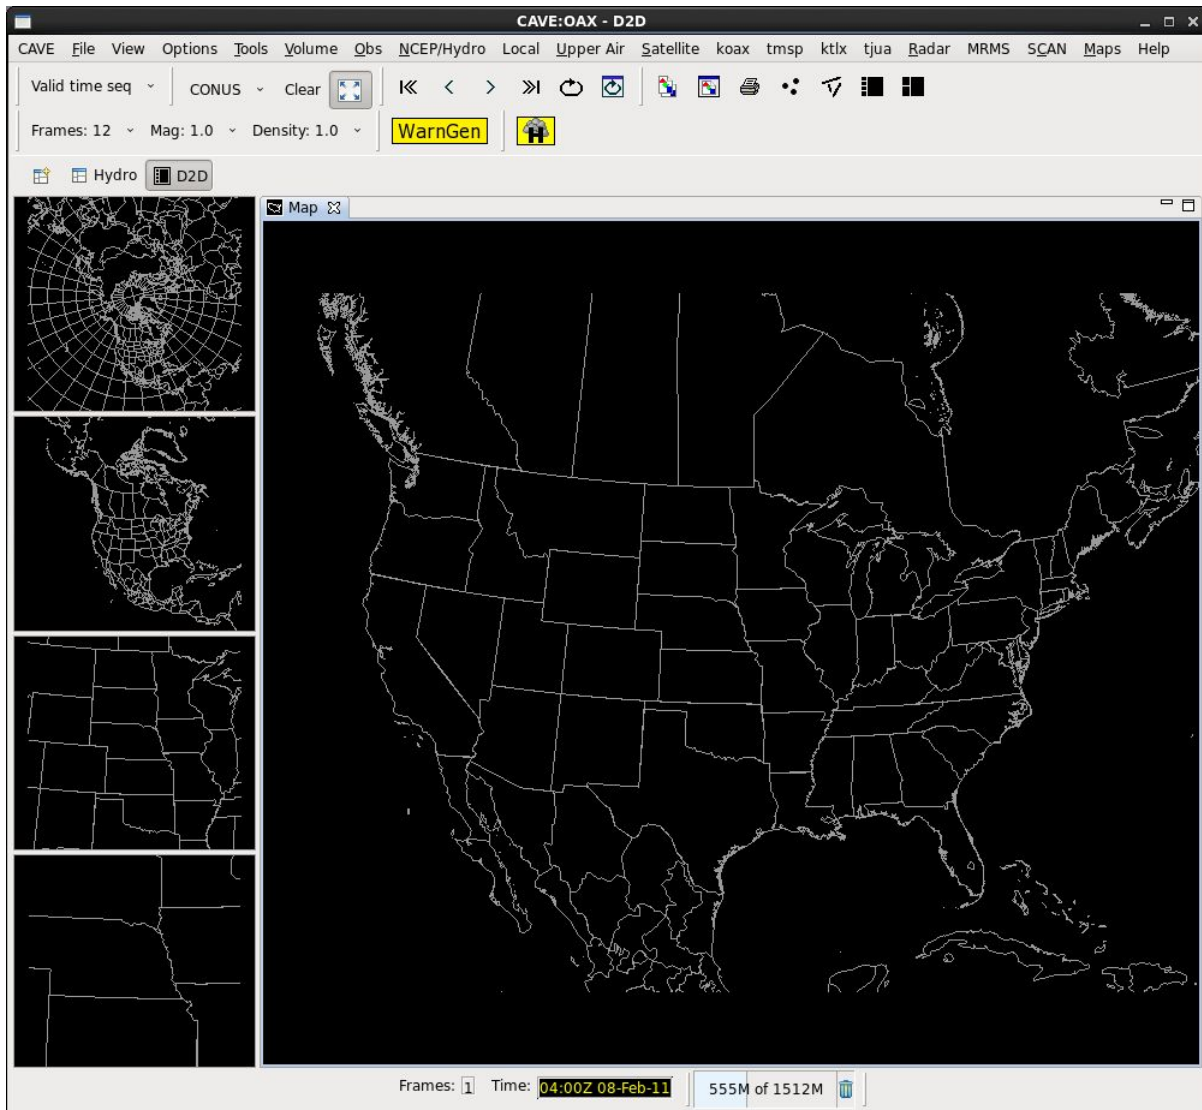 CAVE:OAX - D2D
CAVE File View Options Tools Volume Obs NCEP/Hydro Local Upper Air Satellite koax tmsp ktlx tjua Radar MRMS SCAN Maps Help
Valid time seq CONUS Clear
Frames: 12 Mag: 1.0 Density: 1.0 WarnGen H
Hydro D2D
Map
Frames: 1 Time: 04:00Z 08-Feb-11 555M of 1512M